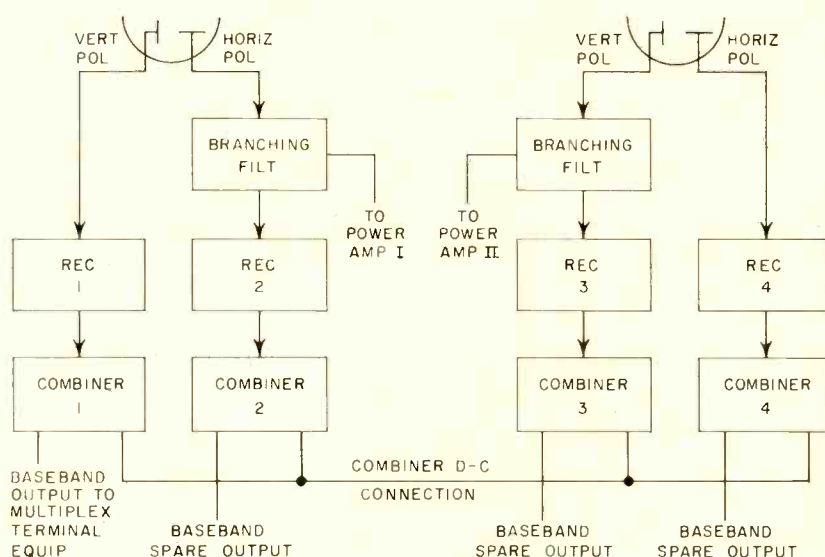 VERT
POL
HORIZ
POL
VERT
POL
HORIZ
POL
BRANCHING
FILT
BRANCHING
FILT
TO
POWER
AMP I
TO
POWER
AMP II
REC
1
REC
2
REC
3
REC
4
COMBINER
1
COMBINER
2
COMBINER
3
COMBINER
4
COMBINER D-C
CONNECTION
BASEBAND
OUTPUT TO
MULTIPLEX
TERMINAL
EQUIP
BASEBAND
SPARE OUTPUT
BASEBAND
SPARE OUTPUT
BASEBAND
SPARE OUTPUT